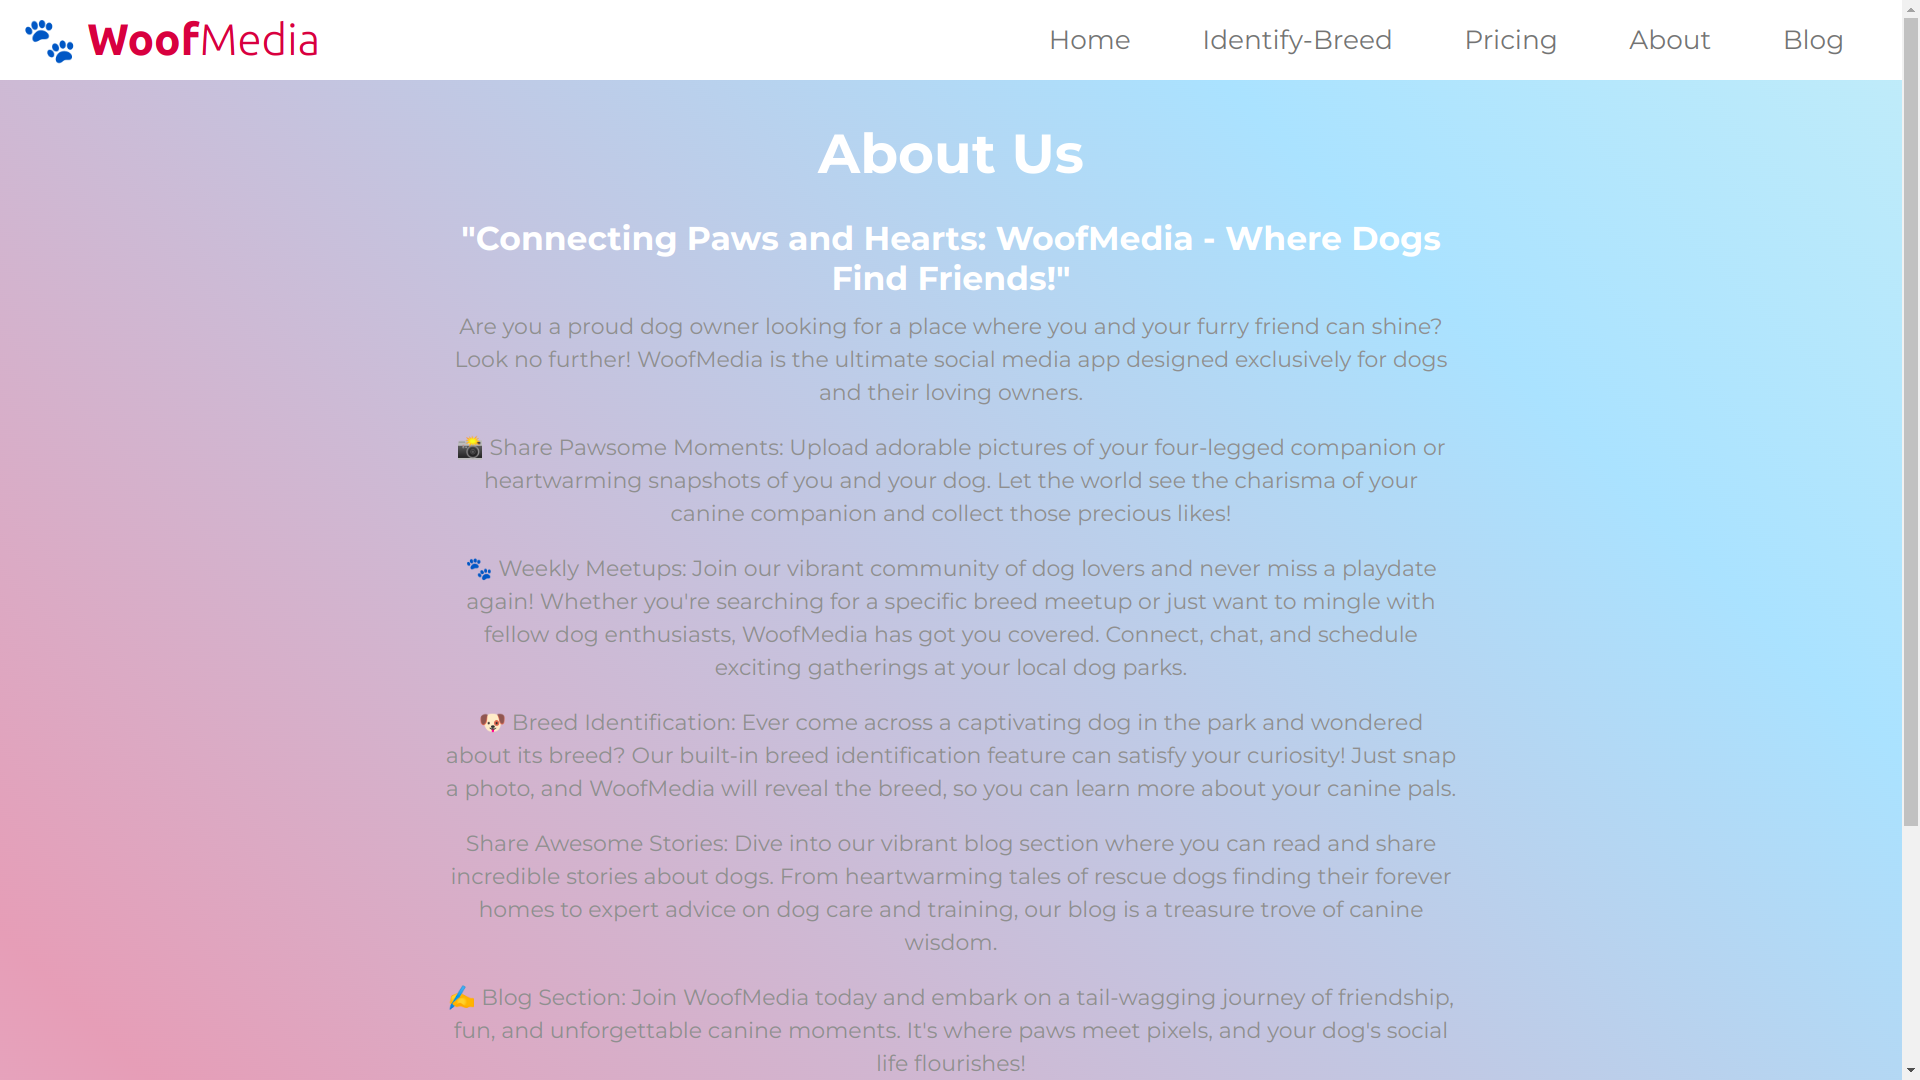 🐾 WoofMedia
Home Identify-Breed Pricing About Blog
About Us
"Connecting Paws and Hearts: WoofMedia - Where Dogs
Find Friends!"
Are you a proud dog owner looking for a place where you and your furry friend can shine?
Look no further! WoofMedia is the ultimate social media app designed exclusively for dogs
and their loving owners.
📸 Share Pawsome Moments: Upload adorable pictures of your four-legged companion or
heartwarming snapshots of you and your dog. Let the world see the charisma of your
canine companion and collect those precious likes!
🐾 Weekly Meetups: Join our vibrant community of dog lovers and never miss a playdate
again! Whether you're searching for a specific breed meetup or just want to mingle with
fellow dog enthusiasts, WoofMedia has got you covered. Connect, chat, and schedule
exciting gatherings at your local dog parks.
🐶 Breed Identification: Ever come across a captivating dog in the park and wondered
about its breed? Our built-in breed identification feature can satisfy your curiosity! Just snap
a photo, and WoofMedia will reveal the breed, so you can learn more about your canine pals.
Share Awesome Stories: Dive into our vibrant blog section where you can read and share
incredible stories about dogs. From heartwarming tales of rescue dogs finding their forever
homes to expert advice on dog care and training, our blog is a treasure trove of canine
wisdom.
✍️ Blog Section: Join WoofMedia today and embark on a tail-wagging journey of friendship,
fun, and unforgettable canine moments. It's where paws meet pixels, and your dog's social
life flourishes!